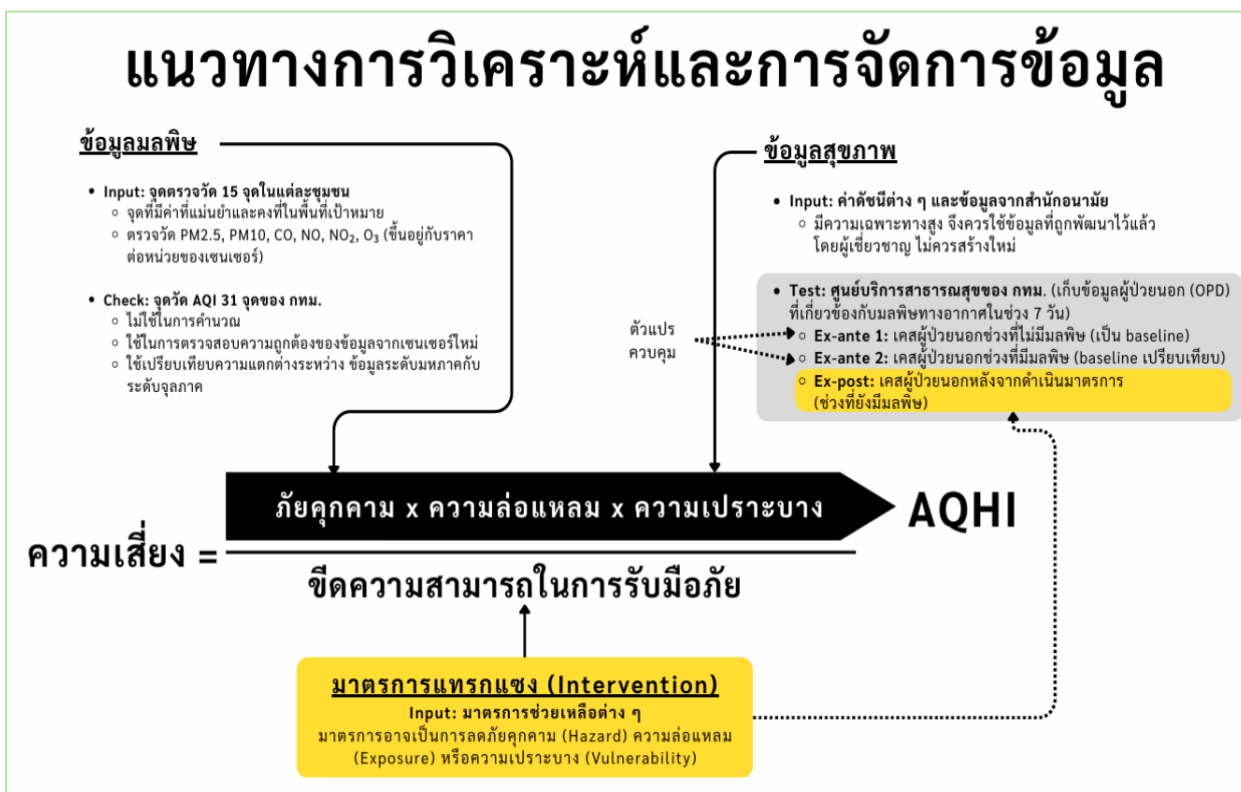 แนวทางการวิเคราะห์และการจัดการข้อมูล
ข้อมูลมลพิษ
• Input: จุดตรวจวัด 15 จุดในแต่ละชุมชน
○ จุดที่มีค่าที่แม่นยำและคงที่ในพื้นที่เป้าหมาย
○ ตรวจวัด PM2.5, PM10, CO, NO, NO₂, O₃ (ขึ้นอยู่กับราคา
ต่อหน่วยของเซนเซอร์)
• Check: จุดวัด AQI 31 จุดของ กทม.
○ ไม่ใช้ในการคำนวณ
○ ใช้ในการตรวจสอบความถูกต้องของข้อมูลจากเซนเซอร์ใหม่
○ ใช้เปรียบเทียบความแตกต่างระหว่าง ข้อมูลระดับมหภาคกับ
ระดับจุลภาค
ข้อมูลสุขภาพ
• Input: ค่าดัชนีต่าง ๆ และข้อมูลจากสำนักอนามัย
○ มีความเฉพาะทางสูง จึงควรใช้ข้อมูลที่ถูกพัฒนาไว้แล้ว
โดยผู้เชี่ยวชาญ ไม่ควรสร้างใหม่
• Test: ศูนย์บริการสาธารณสุขของ กทม. (เก็บข้อมูลผู้ป่วยนอก (OPD)
ที่เกี่ยวข้องกับมลพิษทางอากาศในช่วง 7 วัน)
○ Ex-ante 1: เคสผู้ป่วยนอกช่วงที่ไม่มีมลพิษ (เป็น baseline)
○ Ex-ante 2: เคสผู้ป่วยนอกช่วงที่มีมลพิษ (baseline เปรียบเทียบ)
○ Ex-post: เคสผู้ป่วยนอกหลังจากดำเนินมาตรการ
(ช่วงที่ยังมีมลพิษ)
ตัวแปร
ควบคุม
ภัยคุกคาม x ความล่อแหลม x ความเปราะบาง
AQHI
ความเสี่ยง =
ขีดความสามารถในการรับมือภัย
มาตรการแทรกแซง (Intervention)
Input: มาตรการช่วยเหลือต่าง ๆ
มาตรการอาจเป็นการลดภัยคุกคาม (Hazard) ความล่อแหลม
(Exposure) หรือความเปราะบาง (Vulnerability)